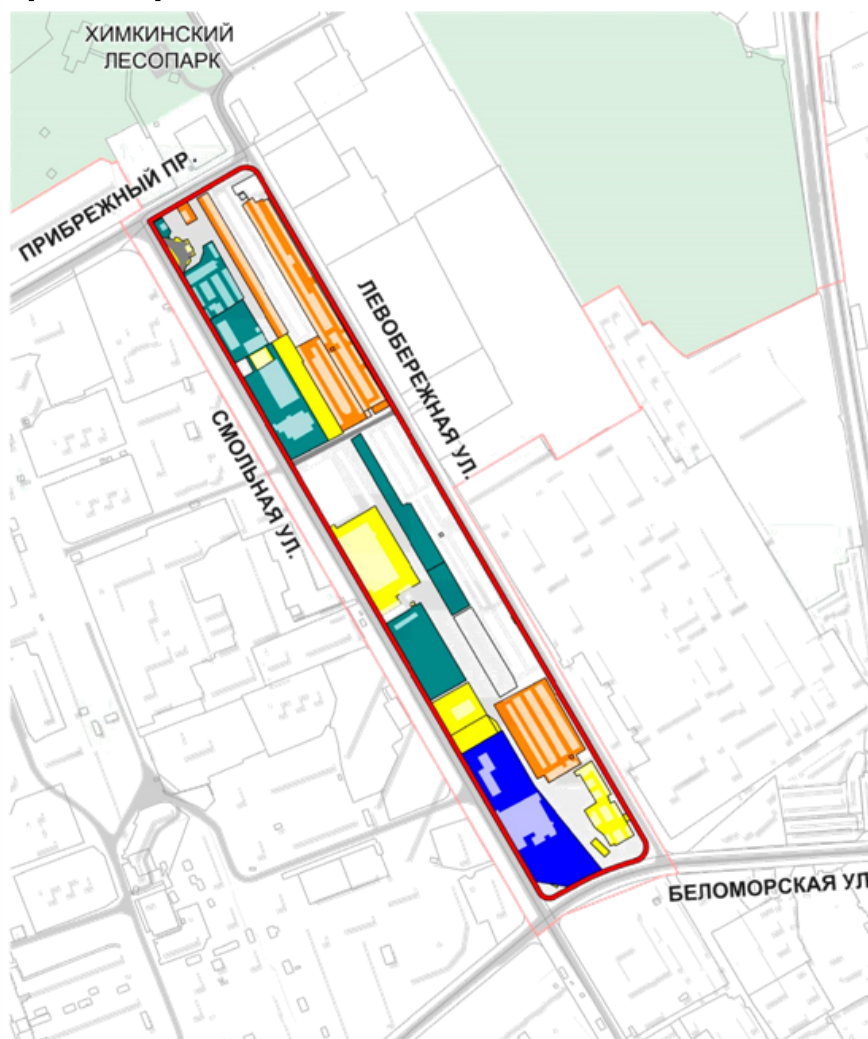 ХИМКИНСКИЙ
ЛЕСОПАРК
ПРИБРЕЖНЫЙ ПР.
ЛЕВОБЕРЕЖНАЯ УЛ.
СМОЛЬНАЯ УЛ.
БЕЛОМОРСКАЯ УЛ